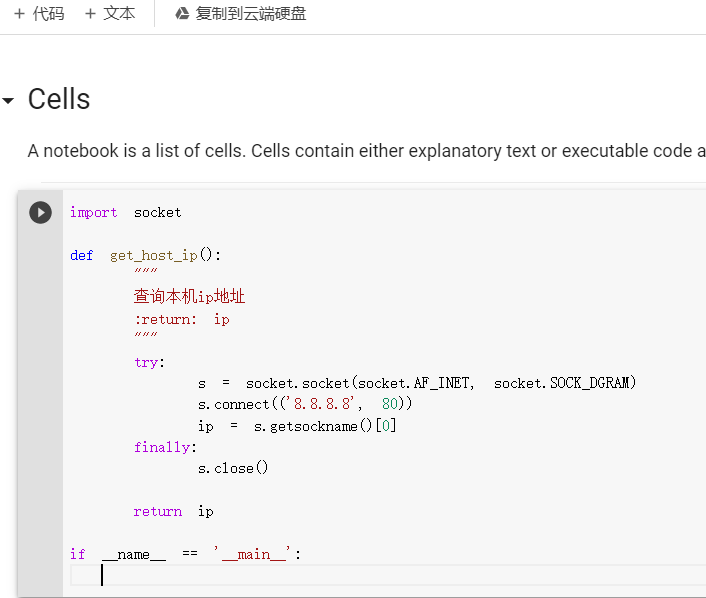 + 代码 + 文本 复制到云端硬盘
Cells
A notebook is a list of cells. Cells contain either explanatory text or executable code a
import socket
def get_host_ip():
"""
查询本机ip地址
:return: ip
"""
try:
s = socket.socket(socket.AF_INET, socket.SOCK_DGRAM)
s.connect(('8.8.8.8', 80))
ip = s.getsockname()[0]
finally:
s.close()
return ip
if __name__ == '__main__':